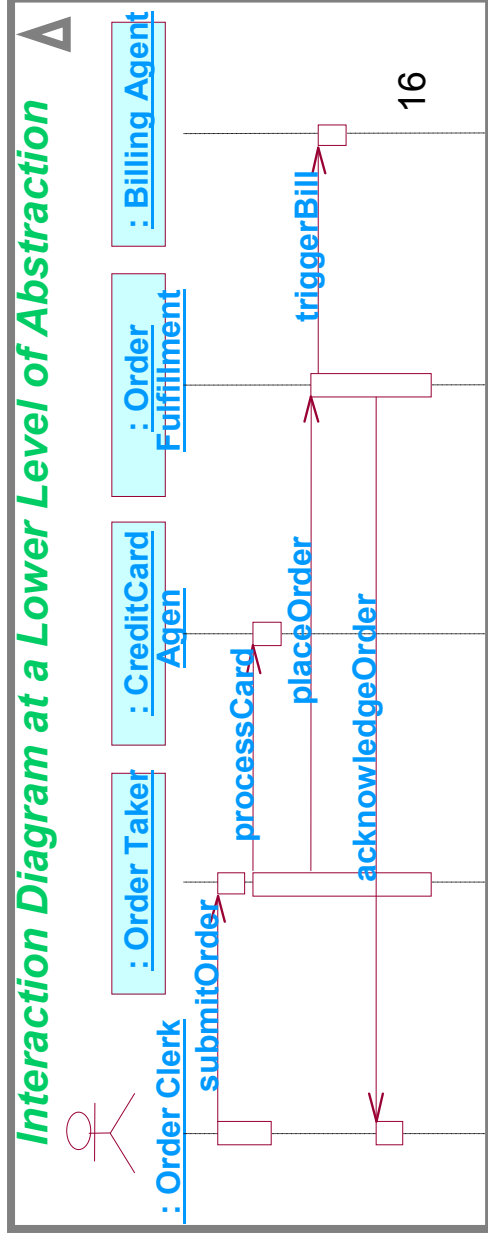 Interaction Diagram at a Lower Level of Abstraction
: Order Clerk
: Order Taker
: CreditCard
Agen
: Order
Fulfillment
: Billing Agent
submitOrder
processCard
placeOrder
triggerBill
acknowledgeOrder
16